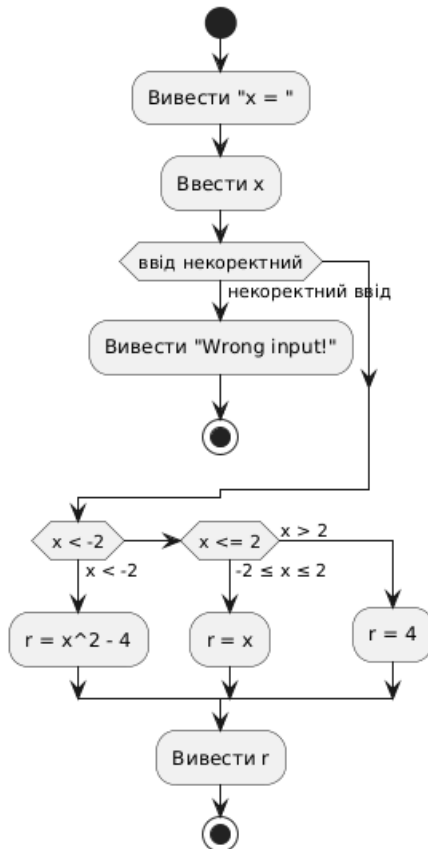 Вивести "x = "
Ввести x
ввід некоректний
некоректний ввід
Вивести "Wrong input!"
x < -2
x <= 2
x > 2
x < -2
-2 ≤ x ≤ 2
r = x^2 - 4
r = x
r = 4
Вивести r